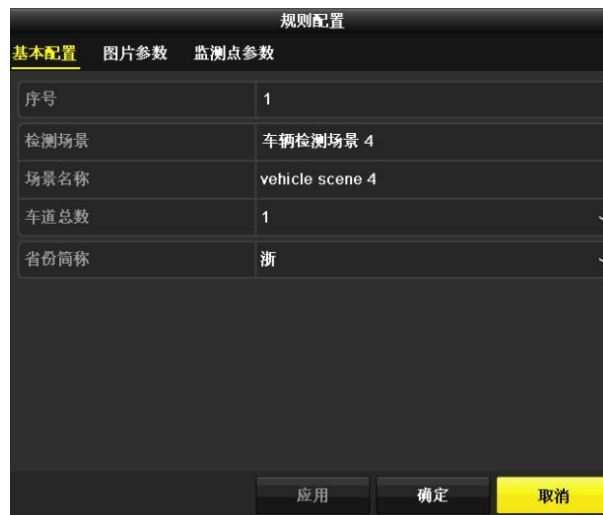 规则配置
基本配置 图片参数 监测点参数
序号 1
检测场景 车辆检测场景 4
场景名称 vehicle scene 4
车道总数 1
省份简称 浙
应用 确定 取消